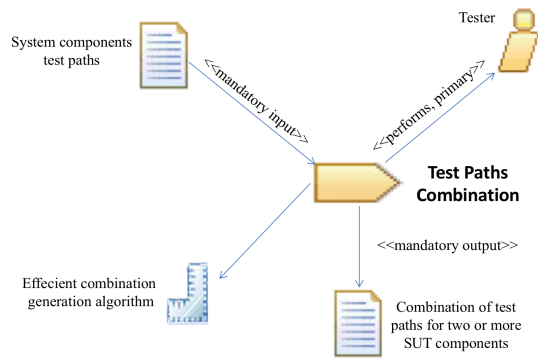 System components
test paths
Tester
<<mandatory input>>
<<performs, primary>>
Test Paths
Combination
<<mandatory output>>
Effecient combination
generation algorithm
Combination of test
paths for two or more
SUT components